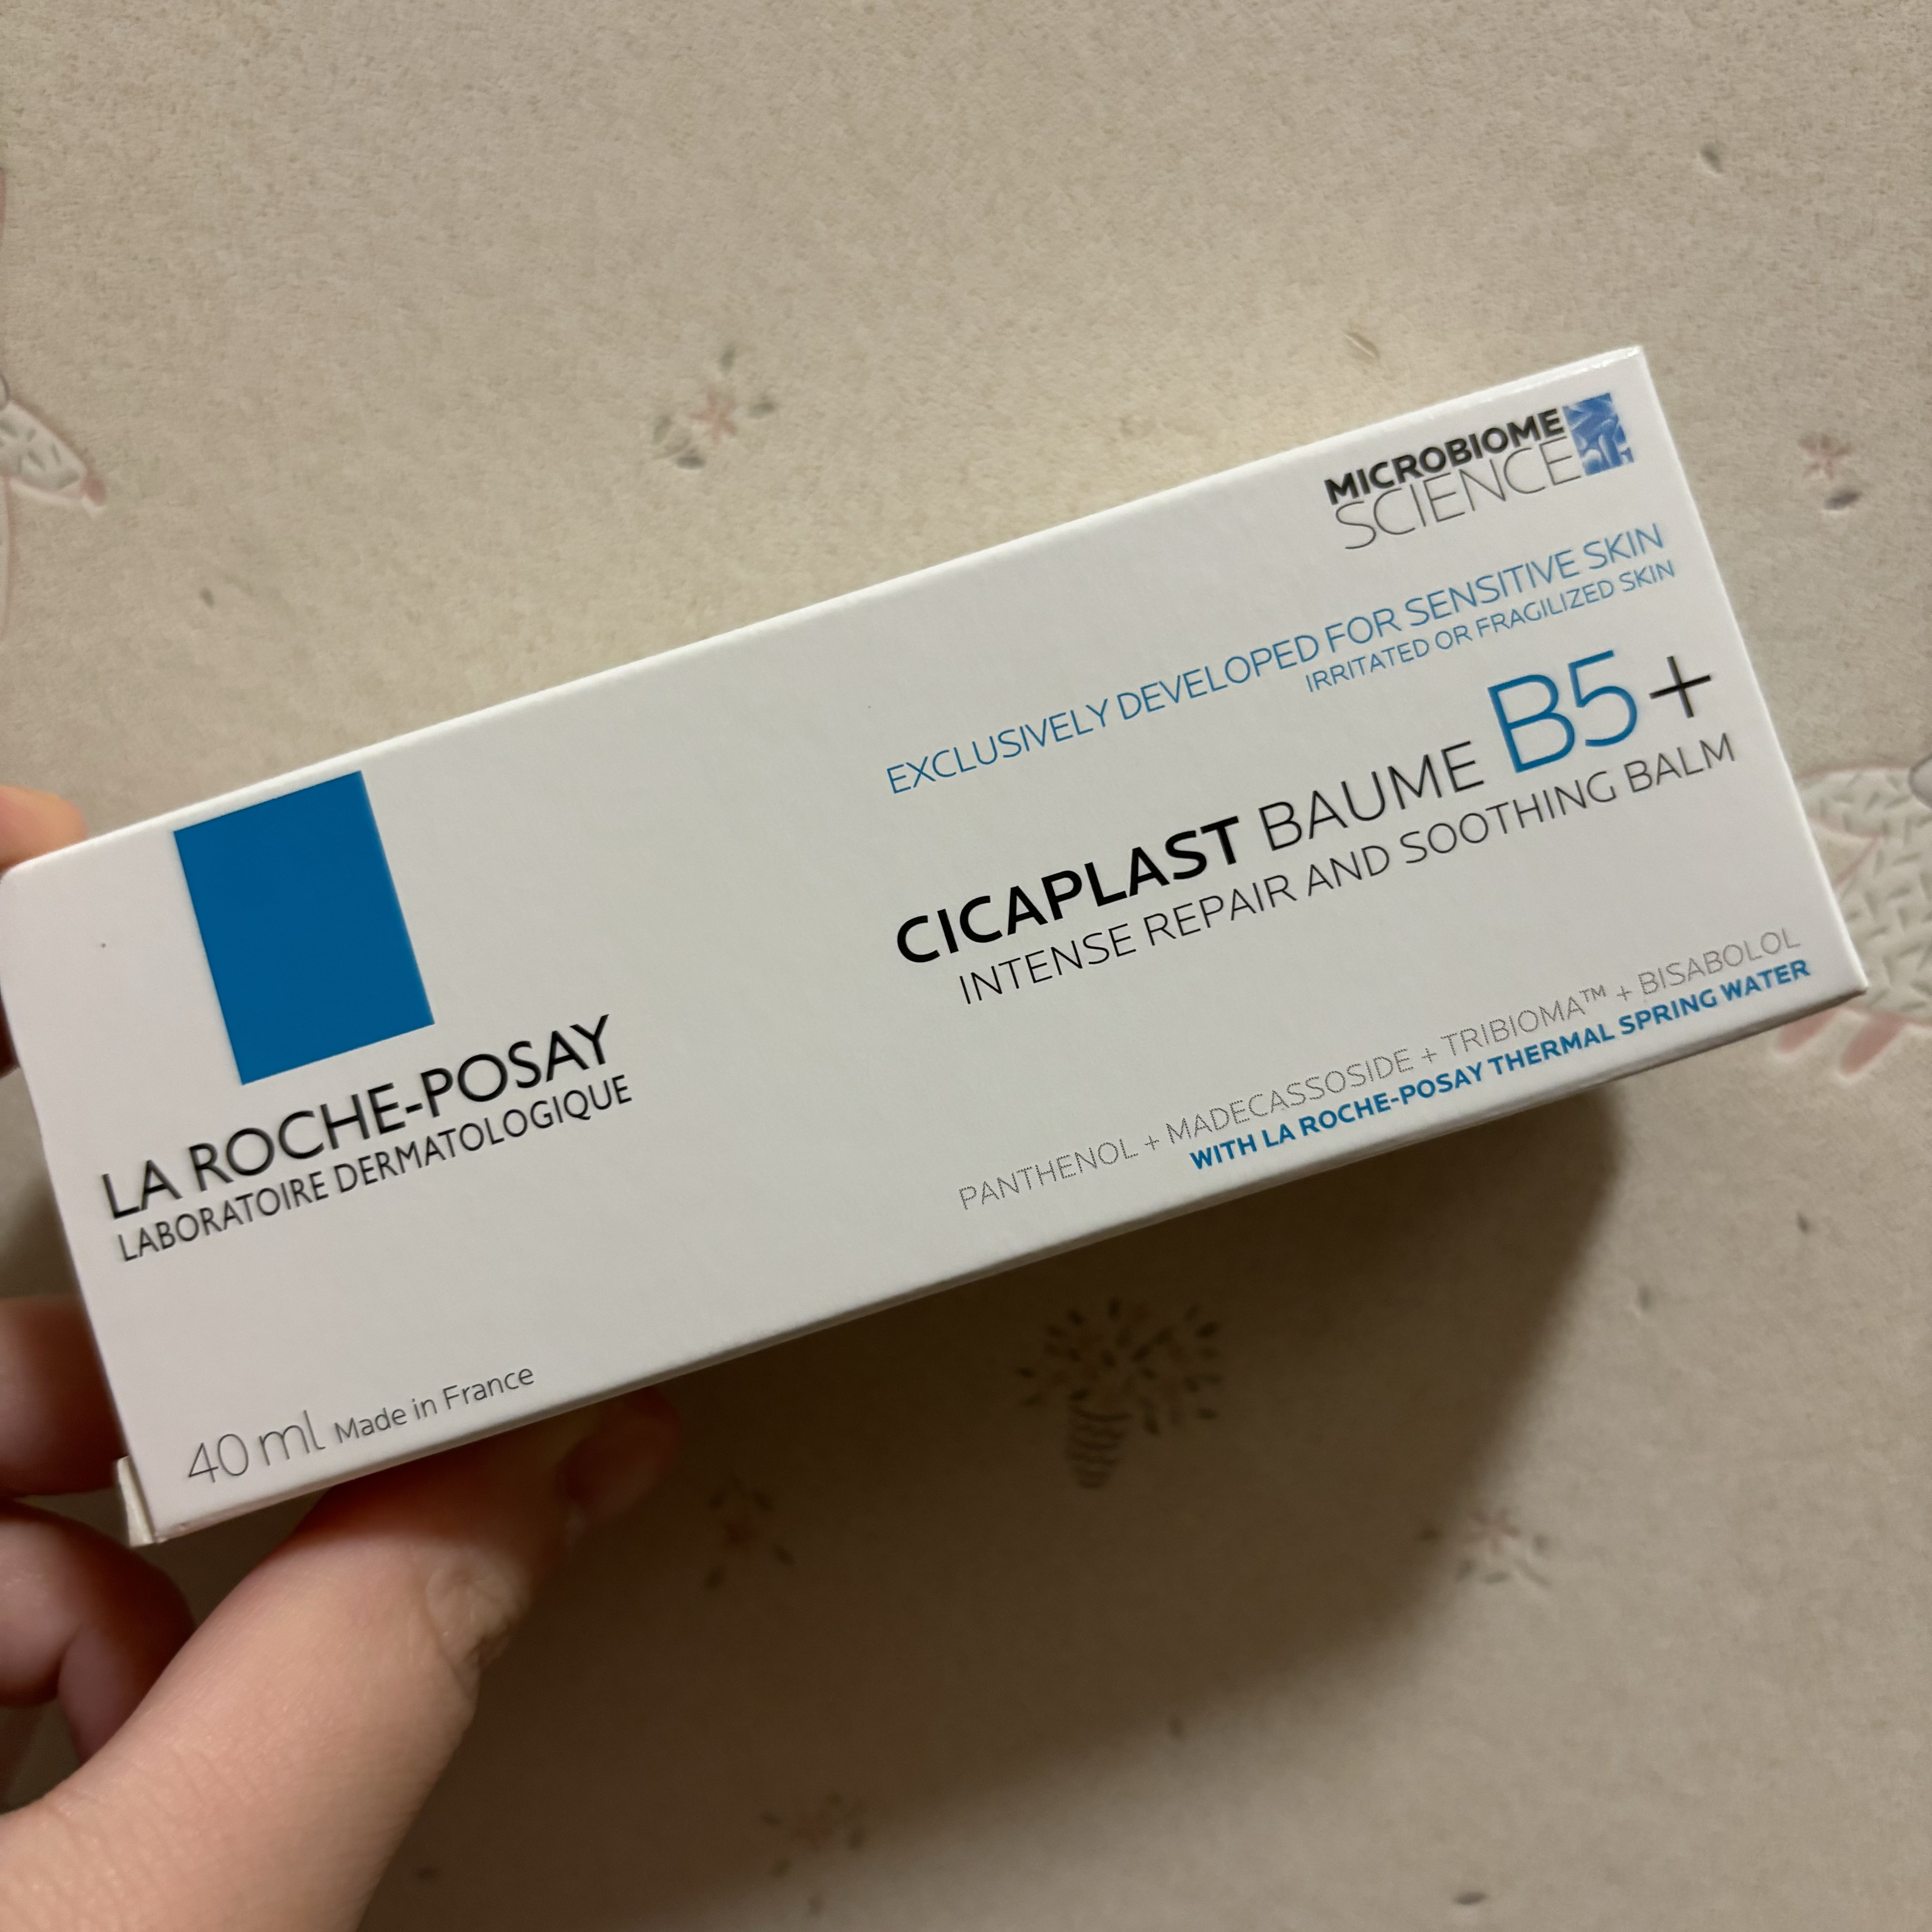 MICROBIOME
SCIENCE
EXCLUSIVELY DEVELOPED FOR SENSITIVE SKIN
IRRITATED OR FRAGILIZED SKIN
CICAPLAST BAUME B5+
INTENSE REPAIR AND SOOTHING BALM
PANTHENOL + MADECASSOSIDE + TRIBIOMA™ + BISABOLOL
WITH LA ROCHE-POSAY THERMAL SPRING WATER
LA ROCHE-POSAY
LABORATOIRE DERMATOLOGIQUE
40 ml Made in France